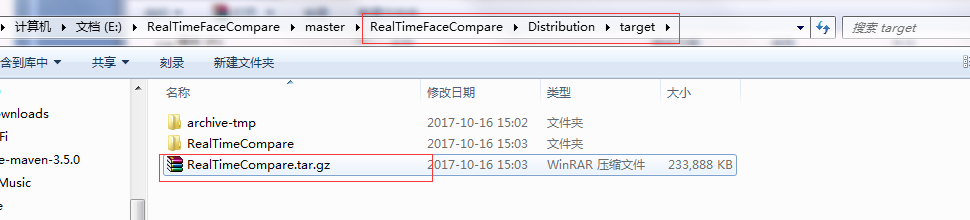 计算机 ▸ 文档 (E:) ▸ RealTimeFaceCompare ▸ master ▸ RealTimeFaceCompare ▸ Distribution ▸ target ▸ 搜索 target
含到库中 共享 刻录 新建文件夹
名称 修改日期 类型 大小
ownloads
Fi
e-maven-3.5.0
Music
ecure
archive-tmp 2017-10-16 15:02 文件夹
RealTimeCompare 2017-10-16 15:03 文件夹
RealTimeCompare.tar.gz 2017-10-16 15:03 WinRAR 压缩文件 233,888 KB